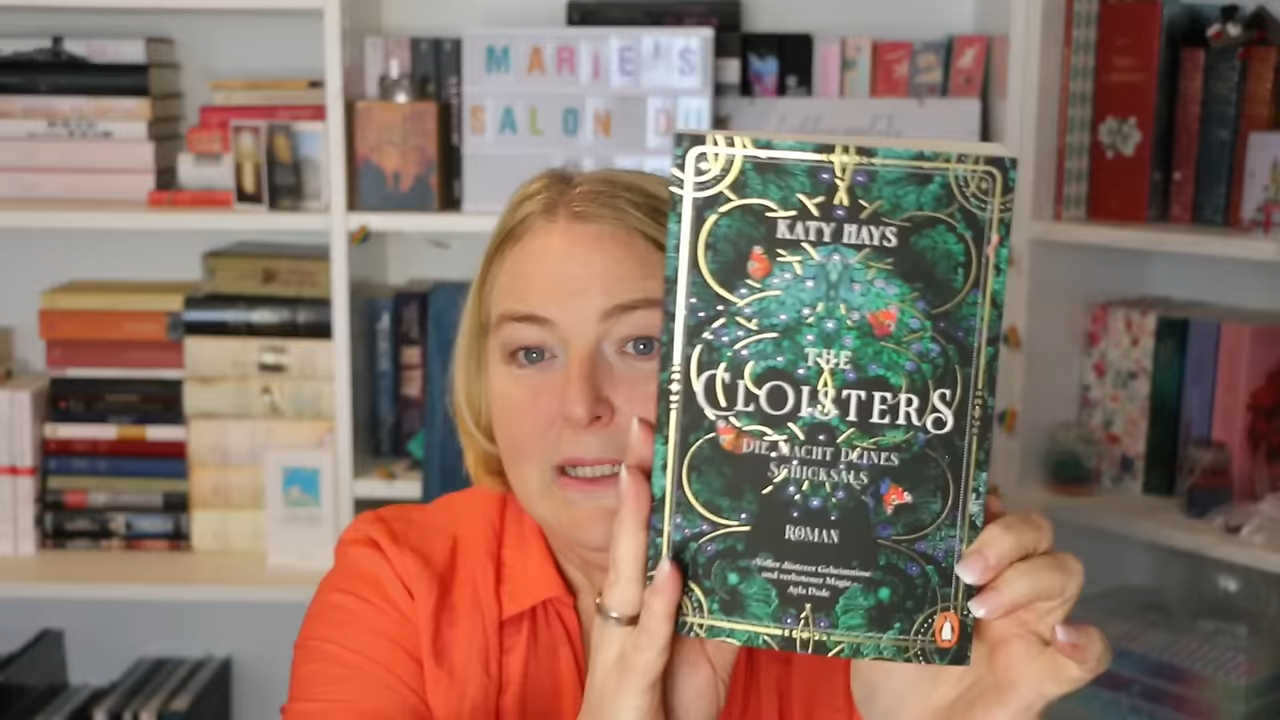 MARIE'S
SALON DU
KATY HAYS
THE
CLOISTERS
DIE MACHT DEINES
SCHICKSALS
ROMAN
»Voller düsterer Geheimnisse
und verbotener Magie.«
Ayla Dade